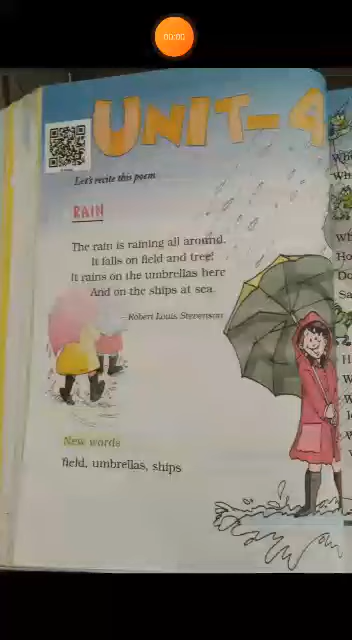 00:00
UNIT-4
Let's recite this poem
RAIN
The rain is raining all around.
It falls on field and tree!
It rains on the umbrellas here
And on the ships at sea.
– Robert Louis Stevenson
New words
field, umbrellas, ships